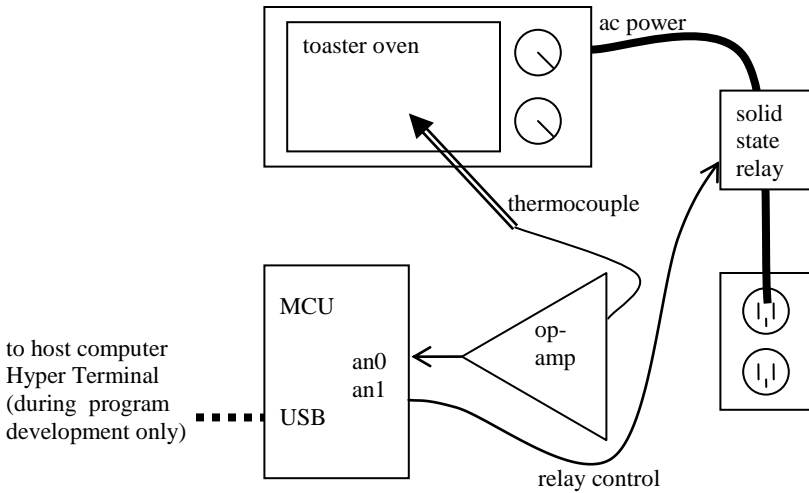 ac power
toaster oven
solid
state
relay
thermocouple
MCU
op-
amp
an0
an1
to host computer
Hyper Terminal
(during program
development only)
USB
relay control